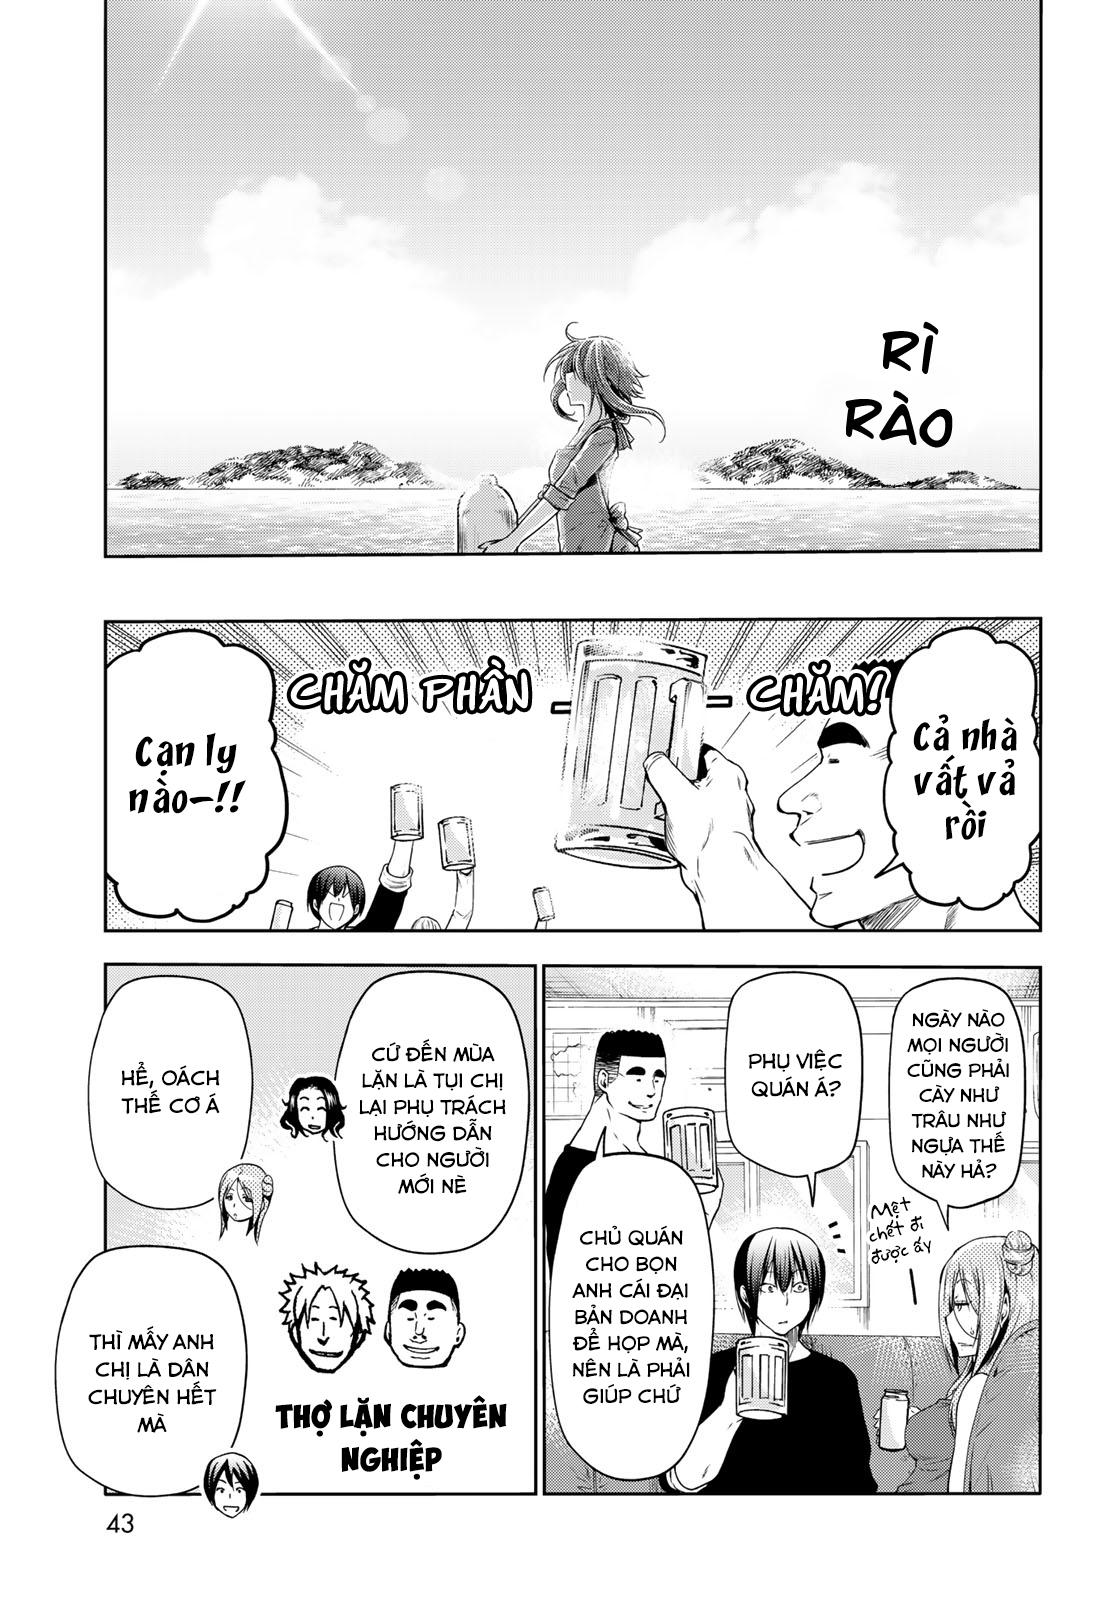 RÌ
RÀO
Cả nhà
vất vả
rồi
CHĂM PHẦN - - CHĂM!
Cạn ly
nào-!!
NGÀY NÀO
MỌI NGƯỜI
CŨNG PHẢI
CÀY NHƯ
TRÂU NHƯ
NGỰA THẾ
NÀY HẢ?
Mệt
chết đi
được ấy
PHỤ VIỆC
QUÁN Á?
CHỦ QUÁN
CHO BỌN
ANH CÁI ĐẠI
BẢN DOANH
ĐỂ HỌP MÀ,
NÊN LÀ PHẢI
GIÚP CHỨ
CỨ ĐẾN MÙA
LẶN LÀ TỤI CHỊ
LẠI PHỤ TRÁCH
HƯỚNG DẪN
CHO NGƯỜI
MỚI NÈ
HỂ, OÁCH
THẾ CƠ Á
THỢ LẶN CHUYÊN
NGHIỆP
THÌ MẤY ANH
CHỊ LÀ DÂN
CHUYÊN HẾT
MÀ
43